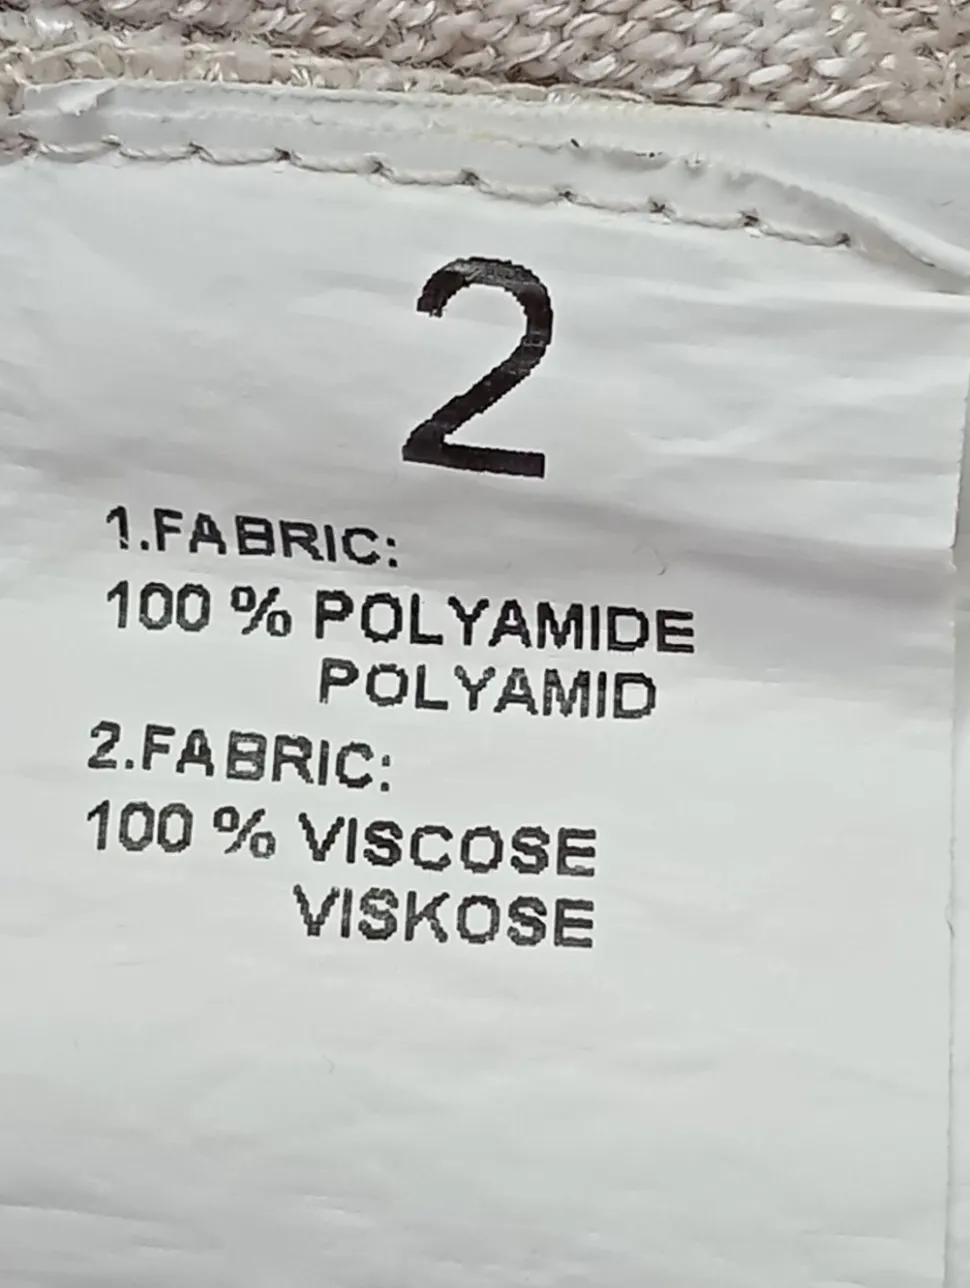 2
1.FABRIC:
100 % POLYAMIDE
POLYAMID
2.FABRIC:
100 % VISCOSE
VISKOSE